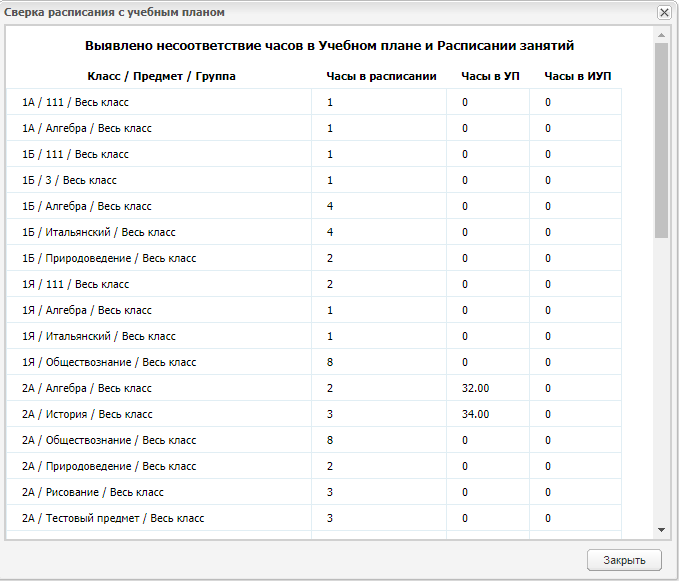 Сверка расписания с учебным планом
Выявлено несоответствие часов в Учебном плане и Расписании занятий
Класс / Предмет / Группа Часы в расписании Часы в УП Часы в ИУП
1А / 111 / Весь класс 1 0 0
1А / Алгебра / Весь класс 1 0 0
1Б / 111 / Весь класс 1 0 0
1Б / 3 / Весь класс 1 0 0
1Б / Алгебра / Весь класс 4 0 0
1Б / Итальянский / Весь класс 4 0 0
1Б / Природоведение / Весь класс 2 0 0
1Я / 111 / Весь класс 2 0 0
1Я / Алгебра / Весь класс 1 0 0
1Я / Итальянский / Весь класс 1 0 0
1Я / Обществознание / Весь класс 8 0 0
2А / Алгебра / Весь класс 2 32.00 0
2А / История / Весь класс 3 34.00 0
2А / Обществознание / Весь класс 8 0 0
2А / Природоведение / Весь класс 2 0 0
2А / Рисование / Весь класс 3 0 0
2А / Тестовый предмет / Весь класс 3 0 0
Закрыть